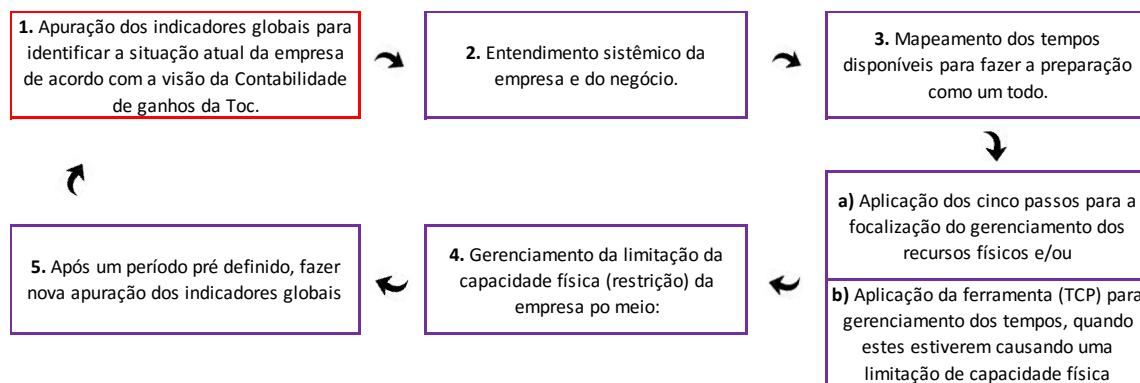 1. Apuração dos indicadores globais para
identificar a situação atual da empresa
de acordo com a visão da Contabilidade
de ganhos da Toc.
2. Entendimento sistêmico da
empresa e do negócio.
3. Mapeamento dos tempos
disponíveis para fazer a preparação
como um todo.
a) Aplicação dos cinco passos para a
focalização do gerenciamento dos
recursos físicos e/ou
b) Aplicação da ferramenta (TCP) para
gerenciamento dos tempos, quando
estes estiverem causando uma
limitação de capacidade física
4. Gerenciamento da limitação da
capacidade física (restrição) da
empresa po meio:
5. Após um período pré definido, fazer
nova apuração dos indicadores globais